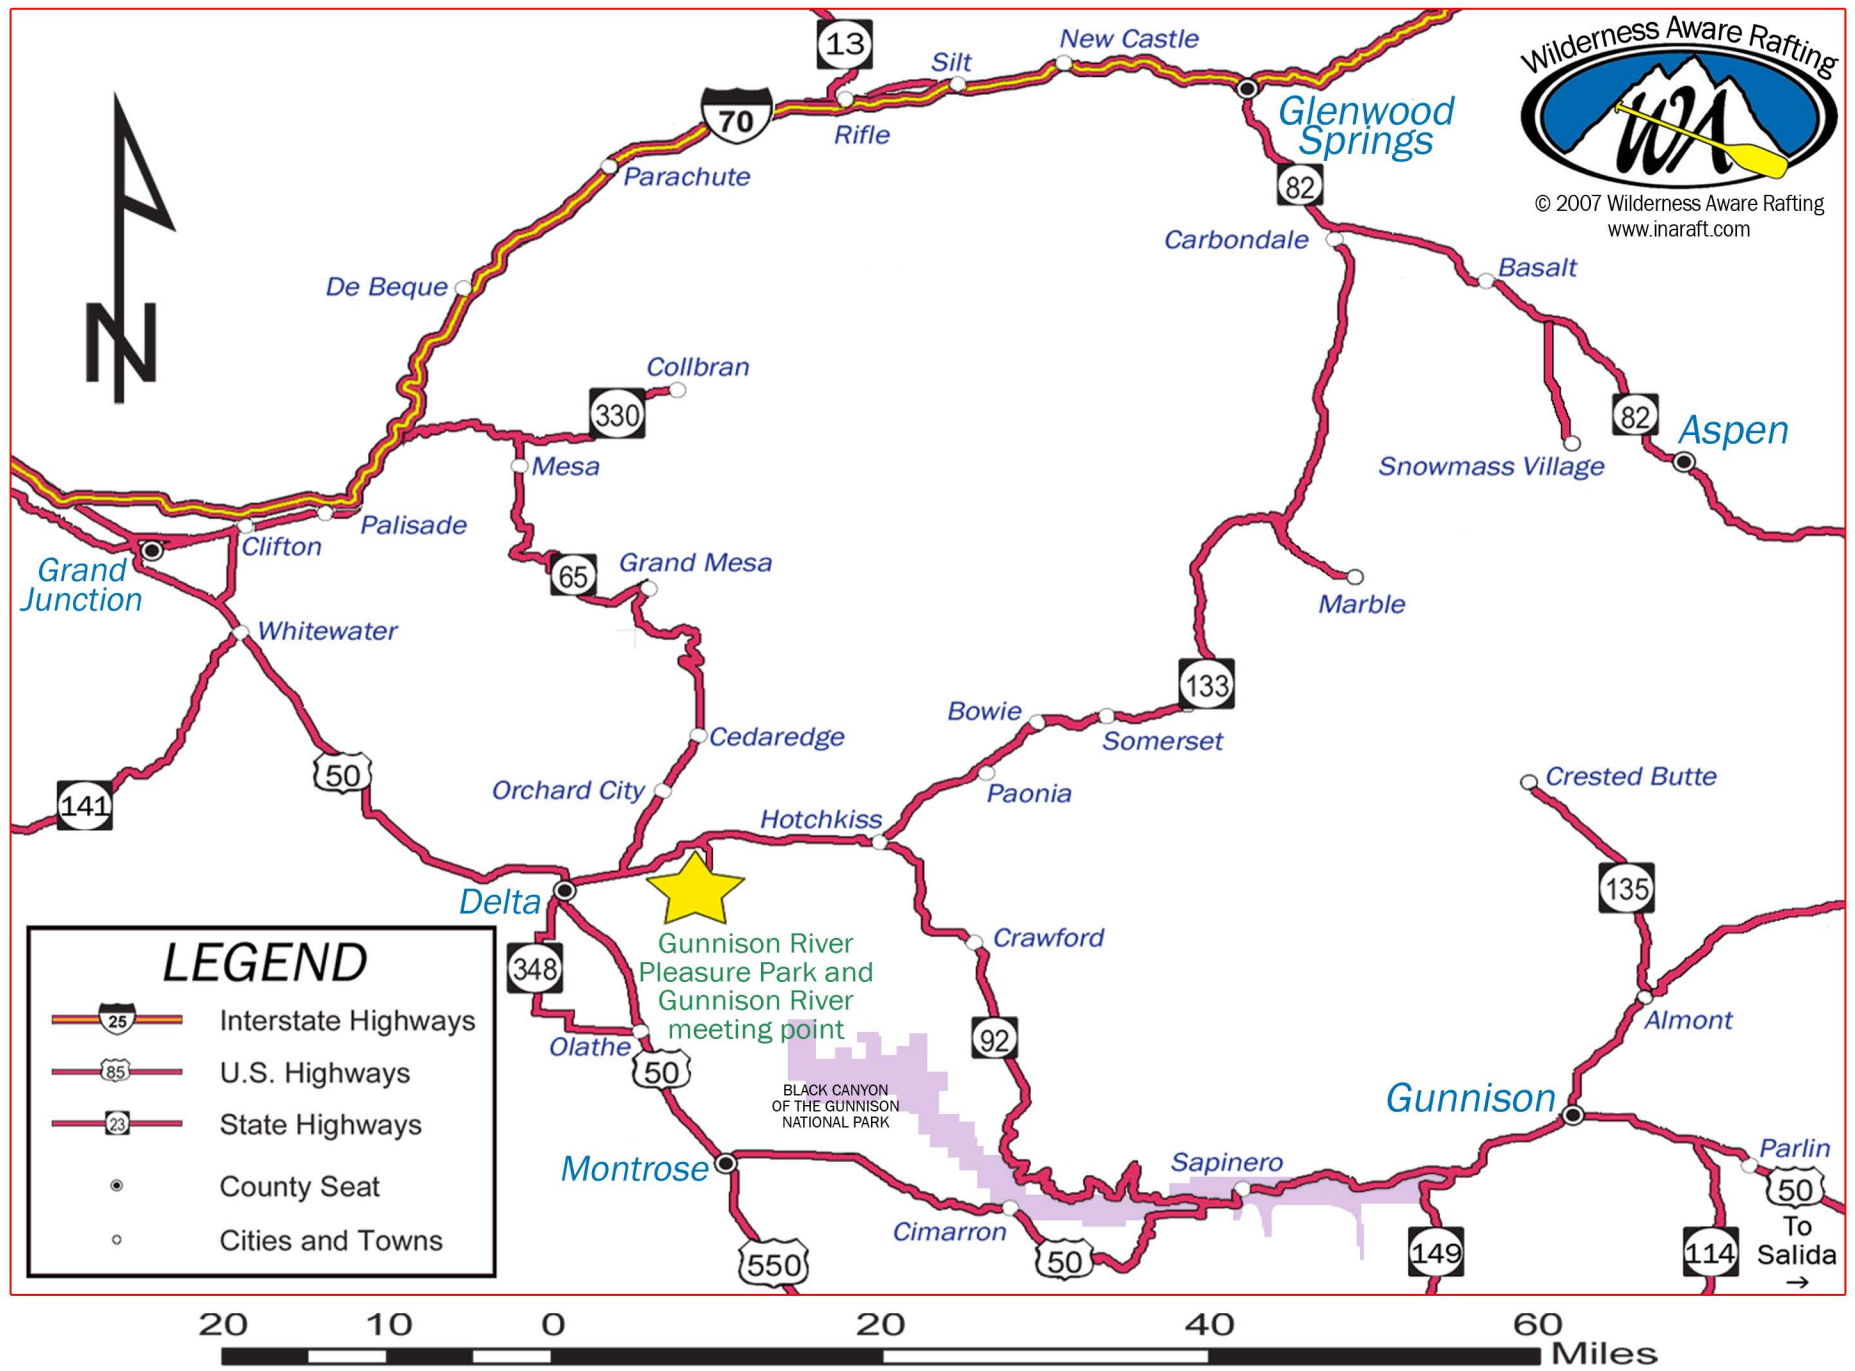 13
New Castle
Silt
Wilderness Aware Rafting
WA
© 2007 Wilderness Aware Rafting
www.inaraft.com
70
Rifle
Glenwood
Springs
Parachute
82
Carbondale
Basalt
De Beque
N
Collbran
330
82
Aspen
Mesa
Snowmass Village
Palisade
Clifton
Grand
Junction
65
Grand Mesa
Marble
Whitewater
133
Bowie
Somerset
Cedaredge
50
Crested Butte
Orchard City
Paonia
141
Hotchkiss
135
Delta
Crawford
Gunnison River
Pleasure Park and
Gunnison River
meeting point
348
Almont
92
Olathe
50
BLACK CANYON
OF THE GUNNISON
NATIONAL PARK
Gunnison
Montrose
Sapinero
Parlin
50
To
Salida
→
Cimarron
550
50
149
114
LEGEND
25
Interstate Highways
85
U.S. Highways
23
State Highways
County Seat
Cities and Towns
20 10 0 20 40 60
Miles